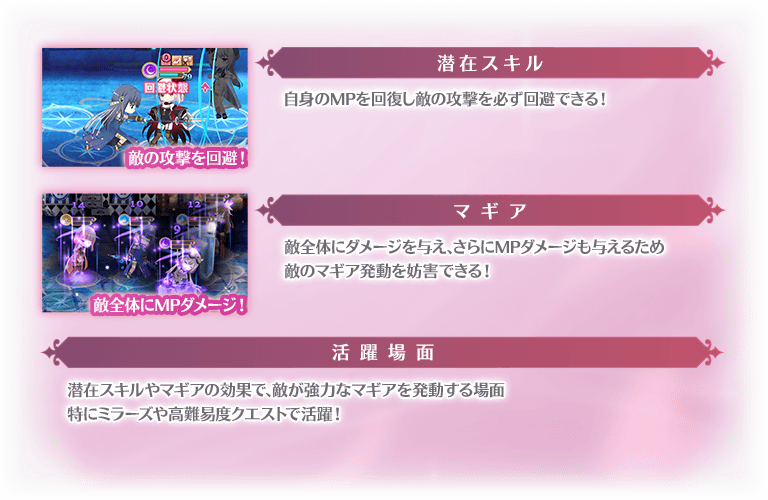 潜在スキル
79
回避状態
敵の攻撃を回避！
自身のMPを回復し敵の攻撃を必ず回避できる！
マギア
14 10 12
9
敵全体にMPダメージ！
敵全体にダメージを与え、さらにMPダメージも与えるため
敵のマギア発動を妨害できる！
活躍場面
潜在スキルやマギアの効果で、敵が強力なマギアを発動する場面
特にミラーズや高難易度クエストで活躍！